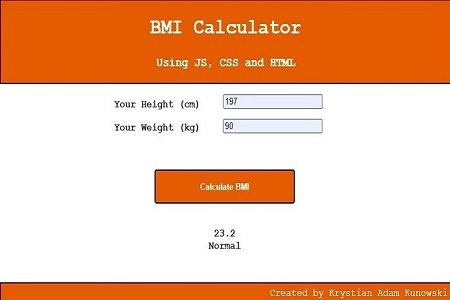 BMI Calculator
Using JS, CSS and HTML
Your Height (cm) 197
Your Weight (kg) 90
Calculate BMI
23.2
Normal
Created by Krystian Adam Kunowski